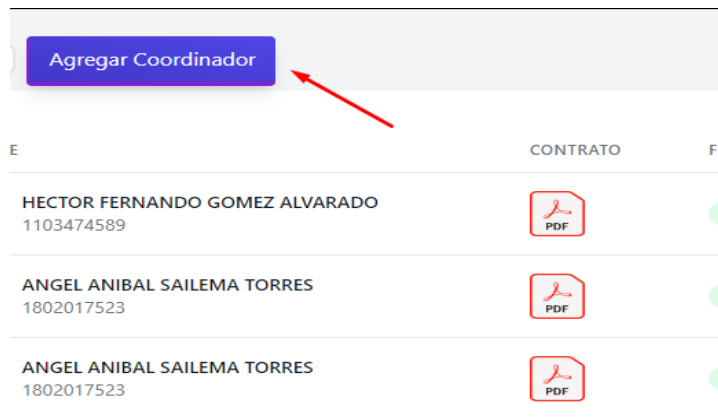 Agregar Coordinador
E CONTRATO F
HECTOR FERNANDO GOMEZ ALVARADO
1103474589
PDF
ANGEL ANIBAL SAILEMA TORRES
1802017523
PDF
ANGEL ANIBAL SAILEMA TORRES
1802017523
PDF